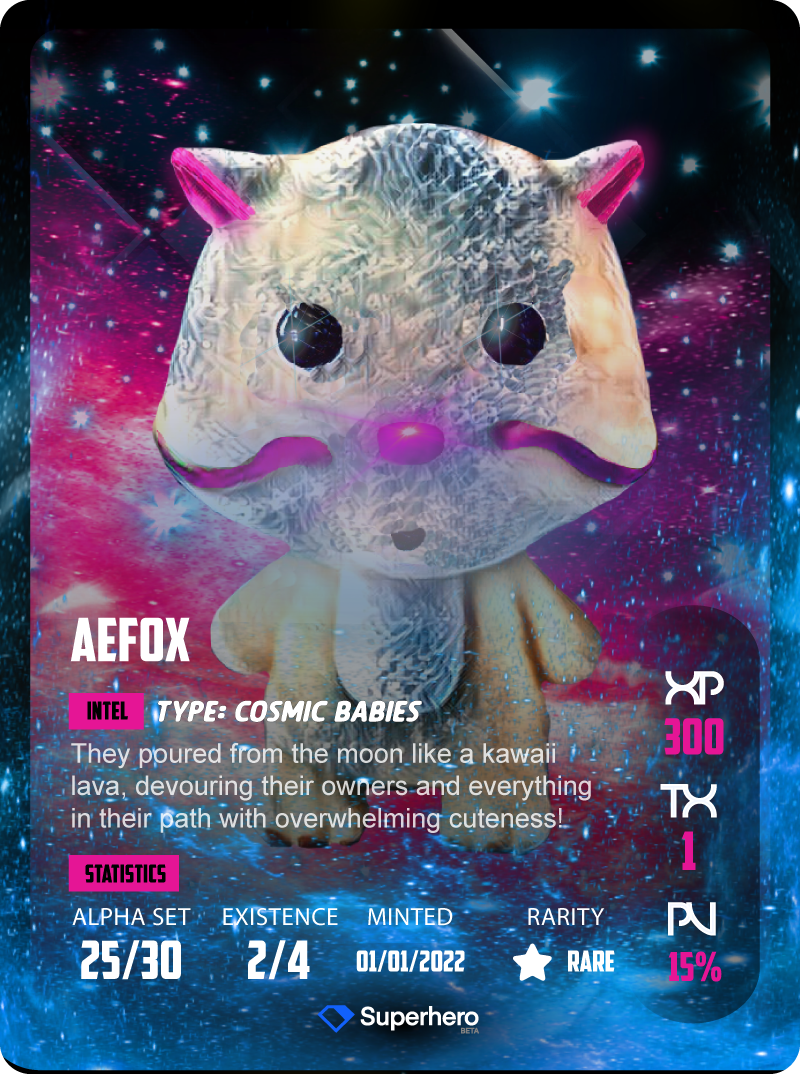 AEFOX
INTEL TYPE: COSMIC BABIES
They poured from the moon like a kawaii
lava, devouring their owners and everything
in their path with overwhelming cuteness!
STATISTICS
ALPHA SET EXISTENCE MINTED RARITY
25/30 2/4 01/01/2022 RARE
XP
300
TX
1
PV
15%
Superhero
BETA